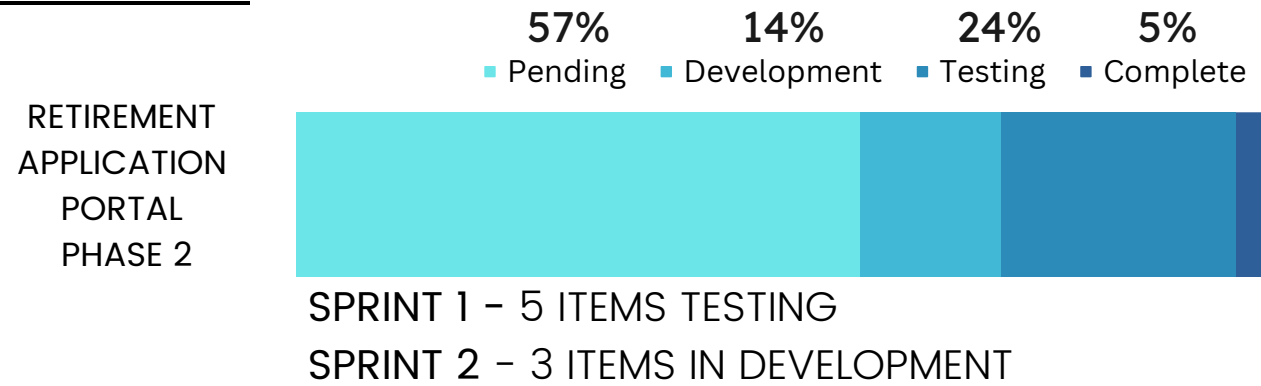 57% 14% 24% 5%
Pending Development Testing Complete
RETIREMENT
APPLICATION
PORTAL
PHASE 2
SPRINT 1 - 5 ITEMS TESTING
SPRINT 2 - 3 ITEMS IN DEVELOPMENT